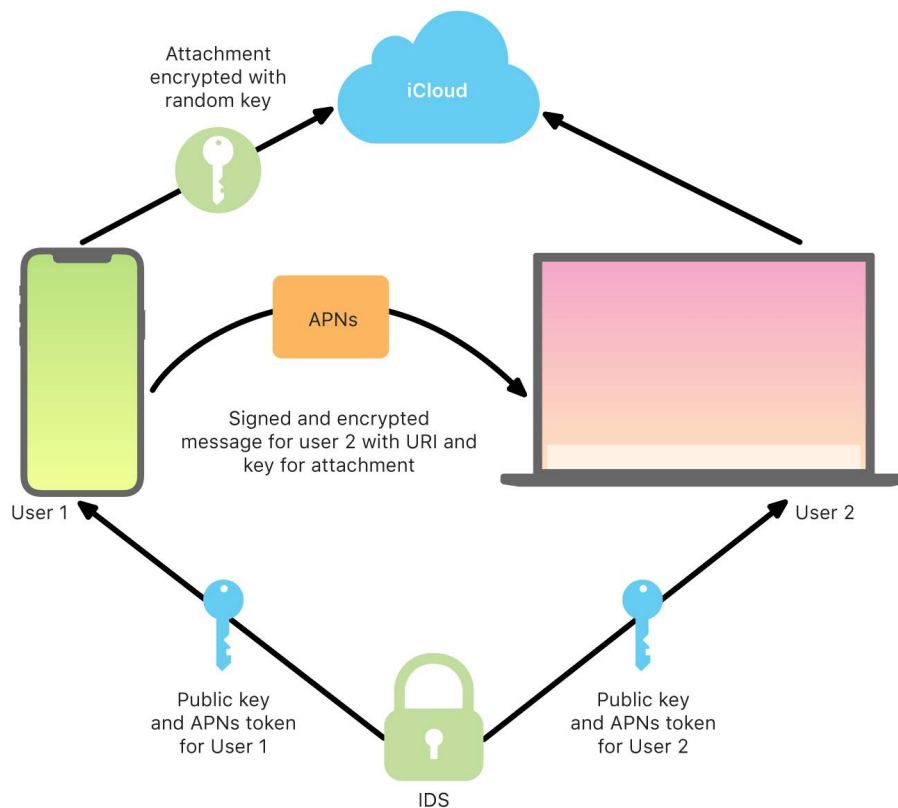 Attachment
encrypted with
random key
iCloud
APNs
Signed and encrypted
message for user 2 with URI and
key for attachment
User 1
User 2
Public key
and APNs token
for User 1
Public key
and APNs token
for User 2
IDS